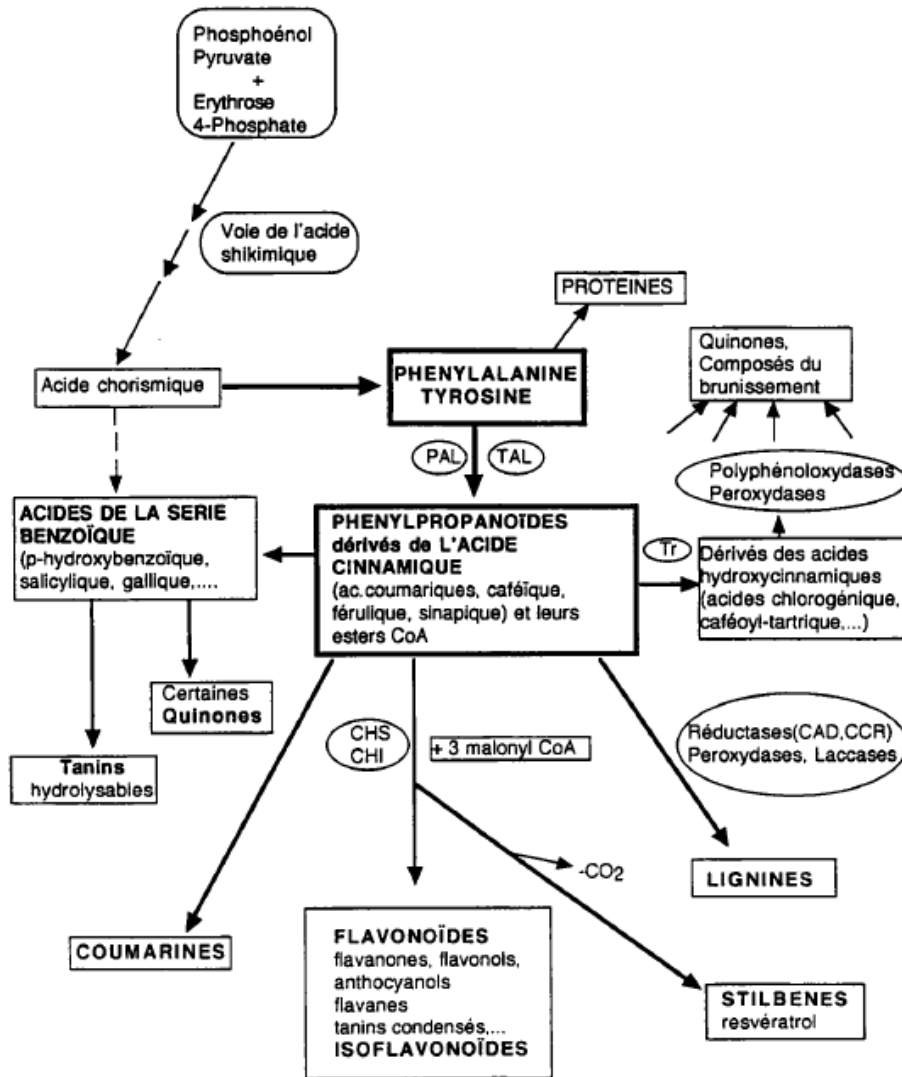 Phosphoénol
Pyruvate
+
Erythrose
4-Phosphate
Voie de l'acide
shikimique
PROTEINES
Acide chorismique
PHENYLALANINE
TYROSINE
Quinones,
Composés du
brunissement
PAL
TAL
Polyphénoloxydases
Peroxydases
ACIDES DE LA SERIE
BENZOÏQUE
(p-hydroxybenzoïque,
salicylique, gallique,....
PHENYLPROPANOÏDES
dérivés de L'ACIDE
CINNAMIQUE
(ac.coumariques, caféïque,
férulique, sinapique) et leurs
esters CoA
Tr
Dérivés des acides
hydroxycinnamiques
(acides chlorogénique,
caféoyl-tartrique,...)
Certaines
Quinones
Tanins
hydrolysables
CHS
CHI
+ 3 malonyl CoA
Réductases(CAD,CCR)
Peroxydases, Laccases
-CO2
LIGNINES
COUMARINES
FLAVONOÏDES
flavanones, flavonols,
anthocyanols
flavanes
tanins condensés,...
ISOFLAVONOÏDES
STILBENES
resvératrol